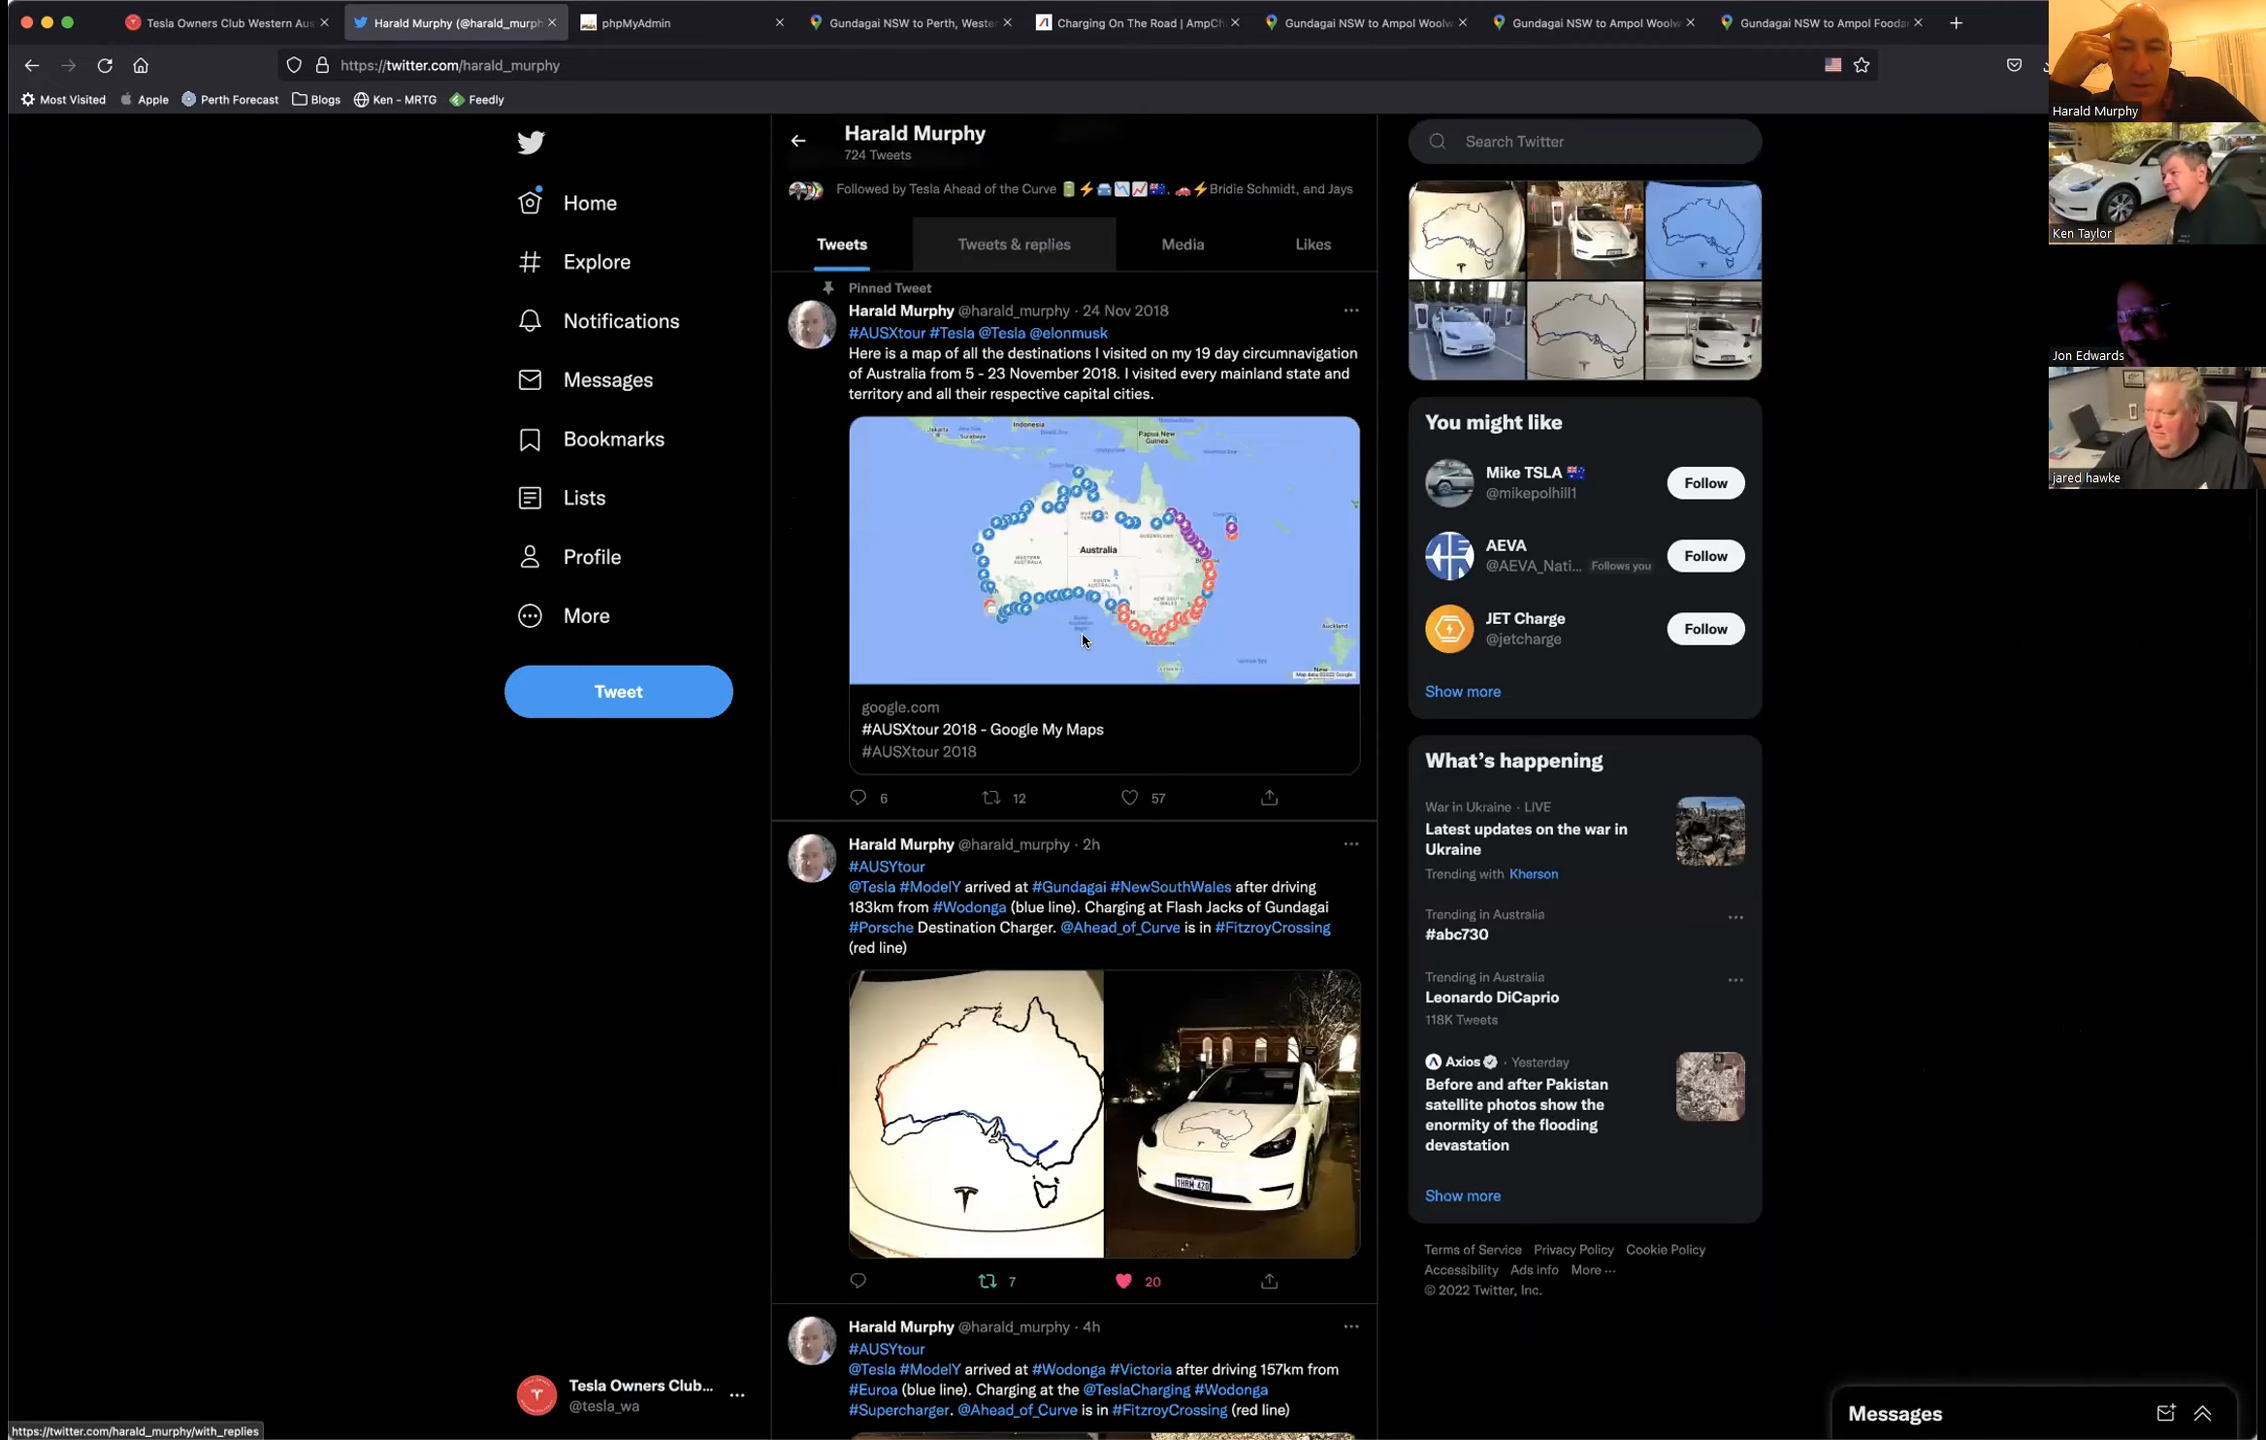 Tesla Owners Club Western Aus
Harald Murphy (@harald_murph
phpMyAdmin
Gundagai NSW to Perth, Weste
Charging On The Road | AmpCh
Gundagai NSW to Ampol Woolw
Gundagai NSW to Ampol Woolw
Gundagai NSW to Ampol Fooda
https://twitter.com/harald_murphy
Most Visited
Apple
Perth Forecast
Blogs
Ken - MRTG
Feedly
Harald Murphy
Ken Taylor
Jon Edwards
jared hawke
Home
Explore
Notifications
Messages
Bookmarks
Lists
Profile
More
Tweet
Tesla Owners Club...
@tesla_wa
https://twitter.com/harald_murphy/with_replies
Harald Murphy
724 Tweets
Followed by Tesla Ahead of the Curve 🔋⚡🚘📉📈🇦🇺, 🚗⚡Bridie Schmidt, and Jays
Tweets
Tweets & replies
Media
Likes
Pinned Tweet
Harald Murphy @harald_murphy · 24 Nov 2018
#AUSXtour #Tesla @Tesla @elonmusk
Here is a map of all the destinations I visited on my 19 day circumnavigation
of Australia from 5 - 23 November 2018. I visited every mainland state and
territory and all their respective capital cities.
Indonesia
Jakarta
Papua New
Guinea
Australia
Auckland
google.com
#AUSXtour 2018 - Google My Maps
#AUSXtour 2018
6
12
57
Harald Murphy @harald_murphy · 2h
#AUSYtour
@Tesla #ModelY arrived at #Gundagai #NewSouthWales after driving
183km from #Wodonga (blue line). Charging at Flash Jacks of Gundagai
#Porsche Destination Charger. @Ahead_of_Curve is in #FitzroyCrossing
(red line)
7
20
Harald Murphy @harald_murphy · 4h
#AUSYtour
@Tesla #ModelY arrived at #Wodonga #Victoria after driving 157km from
#Euroa (blue line). Charging at the @TeslaCharging #Wodonga
#Supercharger. @Ahead_of_Curve is in #FitzroyCrossing (red line)
Search Twitter
You might like
Mike TSLA 🇦🇺
@mikepolhill1
Follow
AEVA
@AEVA_Nati... Follows you
Follow
JET Charge
@jetcharge
Follow
Show more
What's happening
War in Ukraine · LIVE
Latest updates on the war in
Ukraine
Trending with Kherson
Trending in Australia
#abc730
Trending in Australia
Leonardo DiCaprio
118K Tweets
Axios · Yesterday
Before and after Pakistan
satellite photos show the
enormity of the flooding
devastation
Show more
Terms of Service Privacy Policy Cookie Policy
Accessibility Ads info More ···
© 2022 Twitter, Inc.
Messages